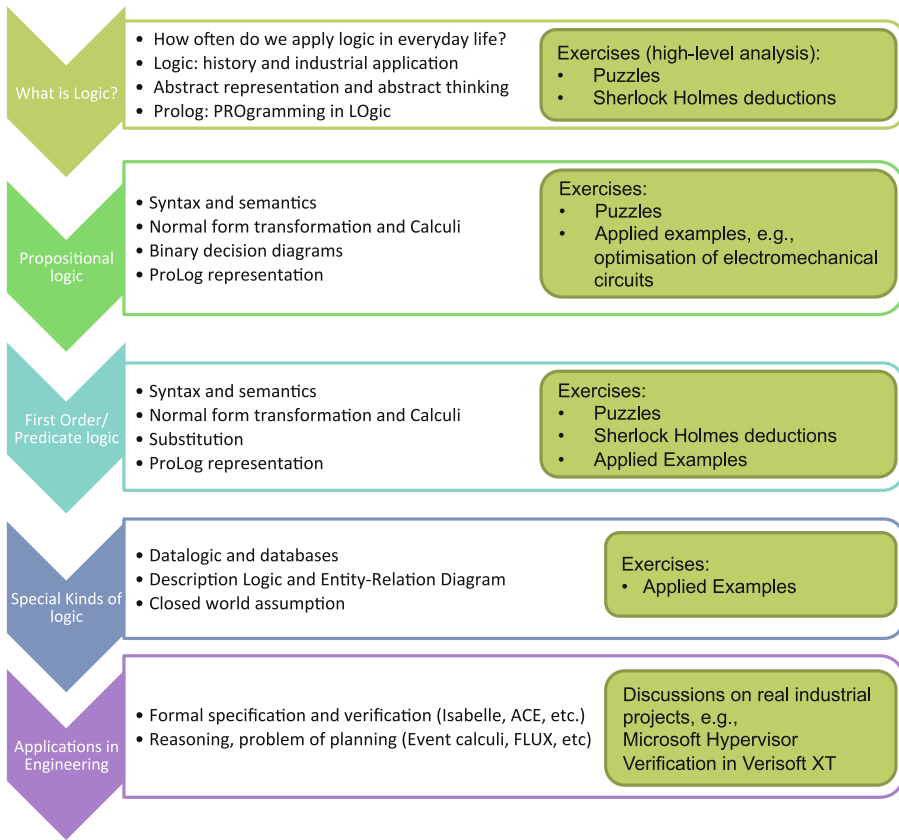 What is Logic?
• How often do we apply logic in everyday life?
• Logic: history and industrial application
• Abstract representation and abstract thinking
• Prolog: PROgramming in LOgic
Exercises (high-level analysis):
• Puzzles
• Sherlock Holmes deductions
Propositional
logic
• Syntax and semantics
• Normal form transformation and Calculi
• Binary decision diagrams
• ProLog representation
Exercises:
• Puzzles
• Applied examples, e.g.,
optimisation of electromechanical
circuits
First Order/
Predicate logic
• Syntax and semantics
• Normal form transformation and Calculi
• Substitution
• ProLog representation
Exercises:
• Puzzles
• Sherlock Holmes deductions
• Applied Examples
Special Kinds of
logic
• Datalogic and databases
• Description Logic and Entity-Relation Diagram
• Closed world assumption
Exercises:
• Applied Examples
Applications in
Engineering
• Formal specification and verification (Isabelle, ACE, etc.)
• Reasoning, problem of planning (Event calculi, FLUX, etc)
Discussions on real industrial
projects, e.g.,
Microsoft Hypervisor
Verification in Verisoft XT